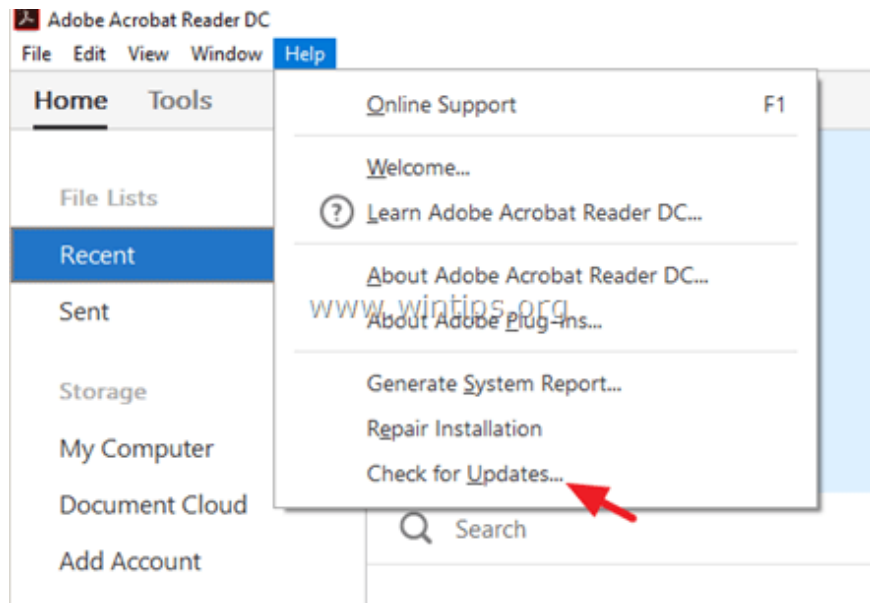 Adobe Acrobat Reader DC
File Edit View Window Help
Home Tools
Online Support F1
Welcome...
Learn Adobe Acrobat Reader DC...
About Adobe Acrobat Reader DC...
www.wintips.org
About Adobe Plug-ins...
Generate System Report...
Repair Installation
Check for Updates...
File Lists
Recent
Sent
Storage
My Computer
Document Cloud
Add Account
Search